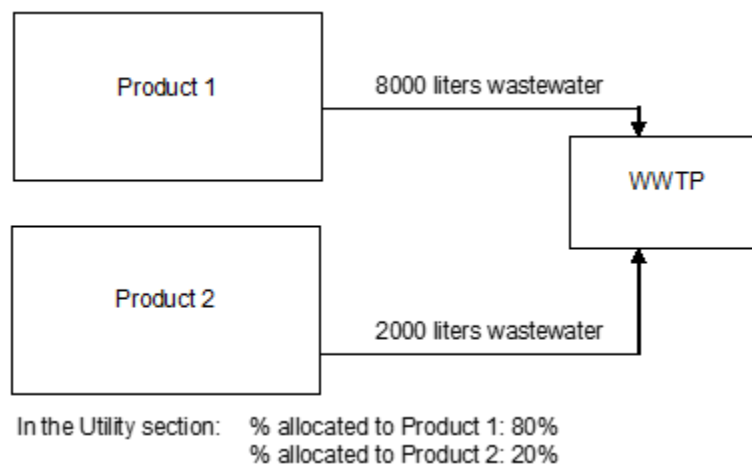 Product 1
8000 liters wastewater
WWTP
Product 2
2000 liters wastewater
In the Utility section: % allocated to Product 1: 80%
% allocated to Product 2: 20%